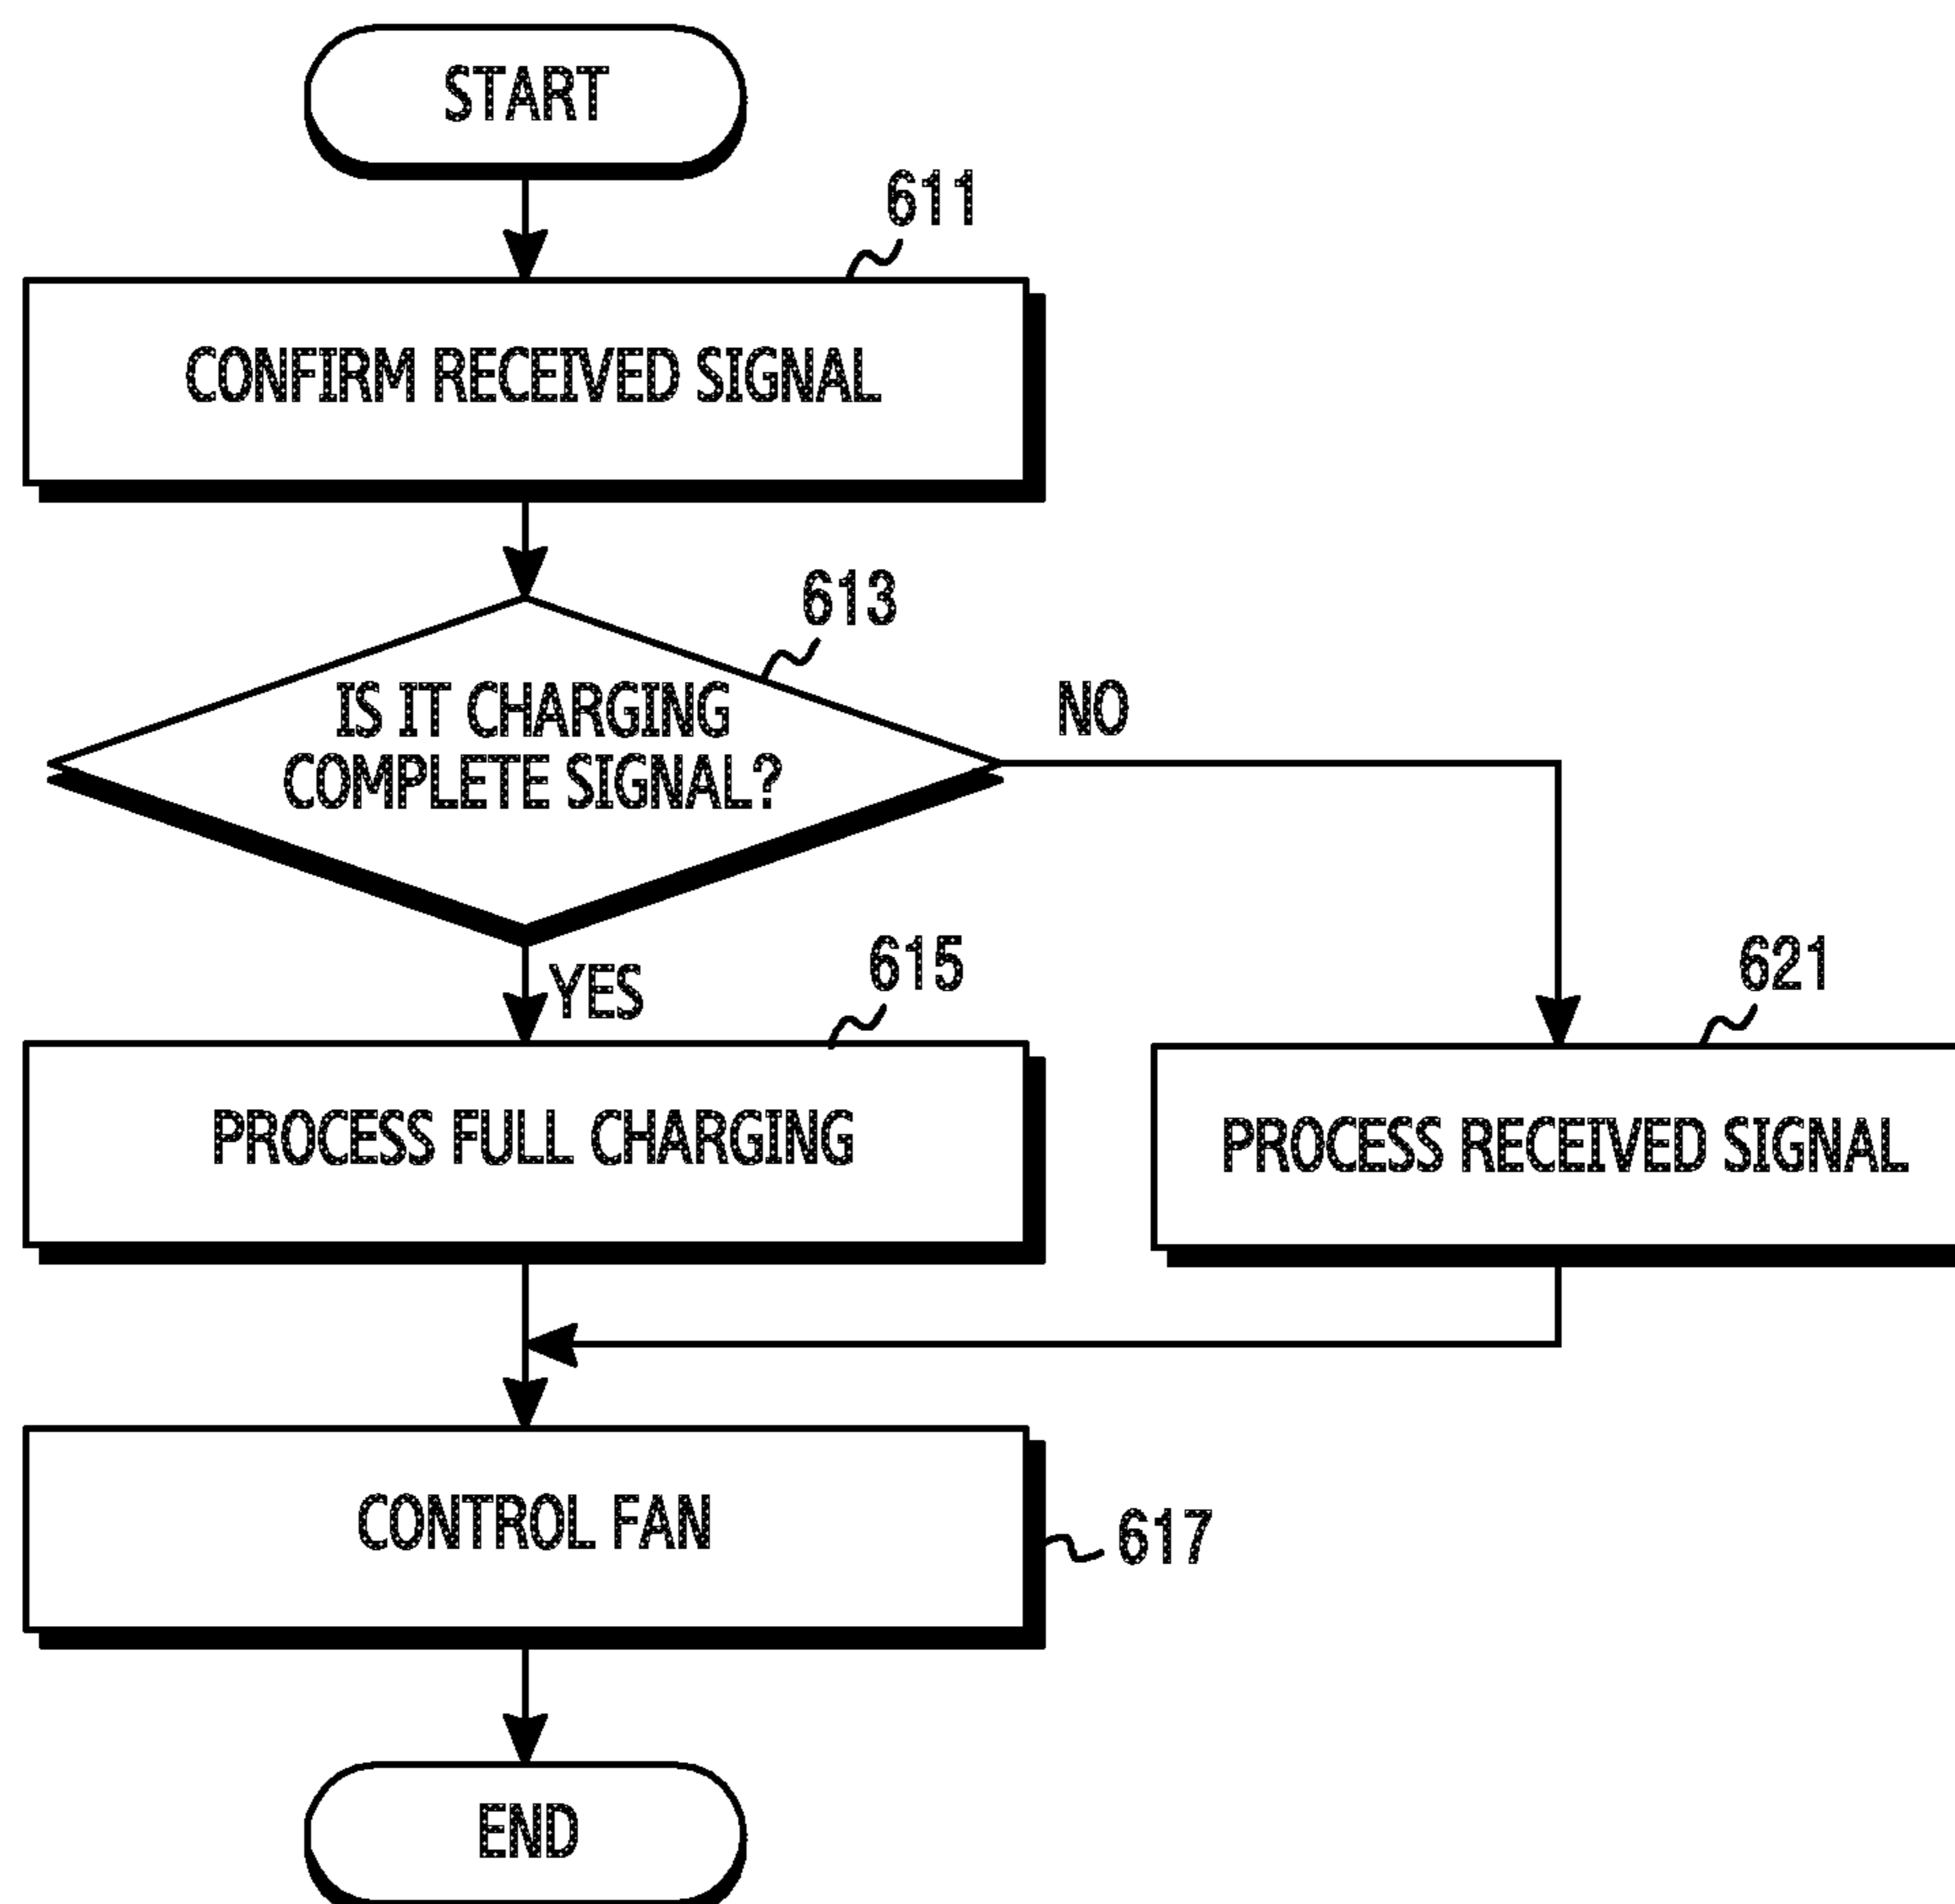 START
611
CONFIRM RECEIVED SIGNAL
613
IS IT CHARGING
COMPLETE SIGNAL?
NO
YES
615
621
PROCESS FULL CHARGING
PROCESS RECEIVED SIGNAL
CONTROL FAN
617
END